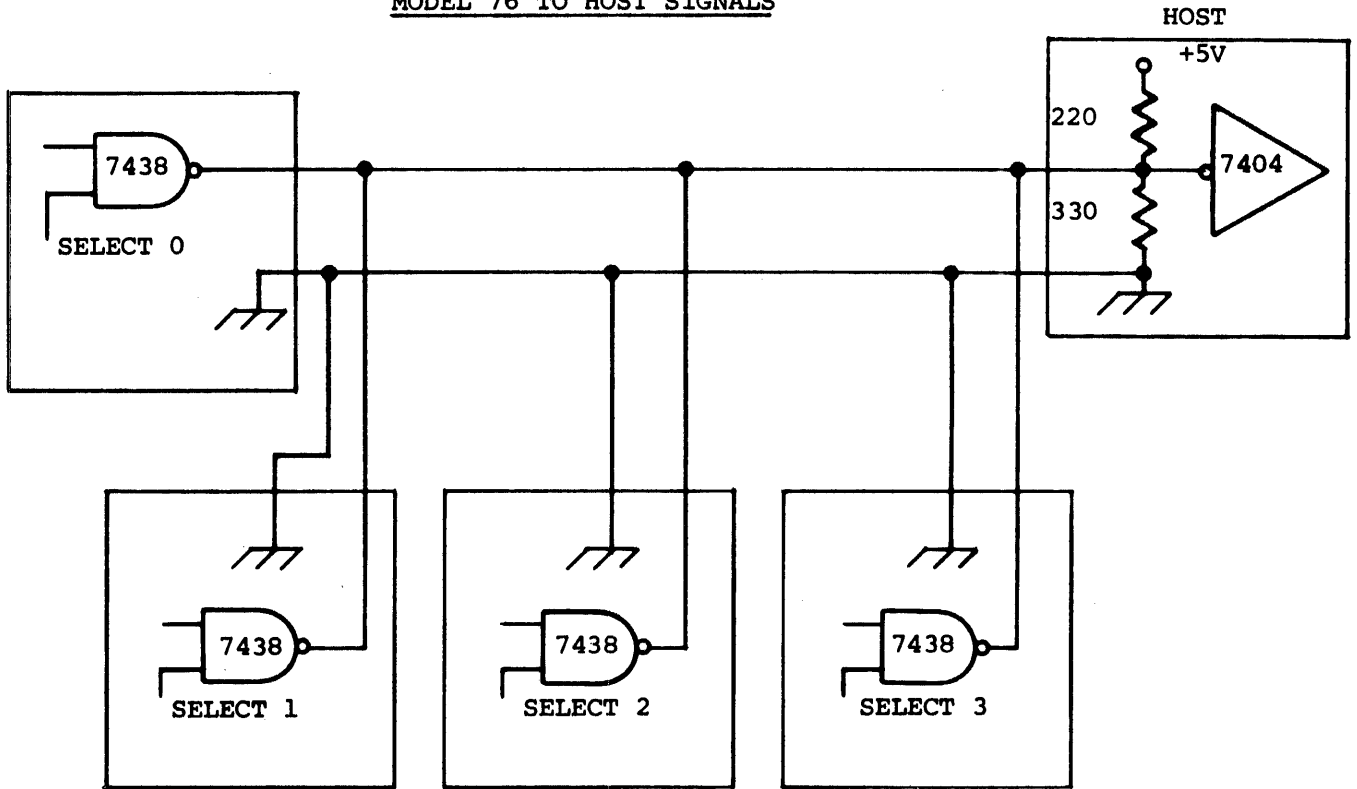 MODEL 76 TO HOST SIGNALS
HOST
+5V
220
7438
7404
330
SELECT 0
7438
7438
7438
SELECT 1
SELECT 2
SELECT 3